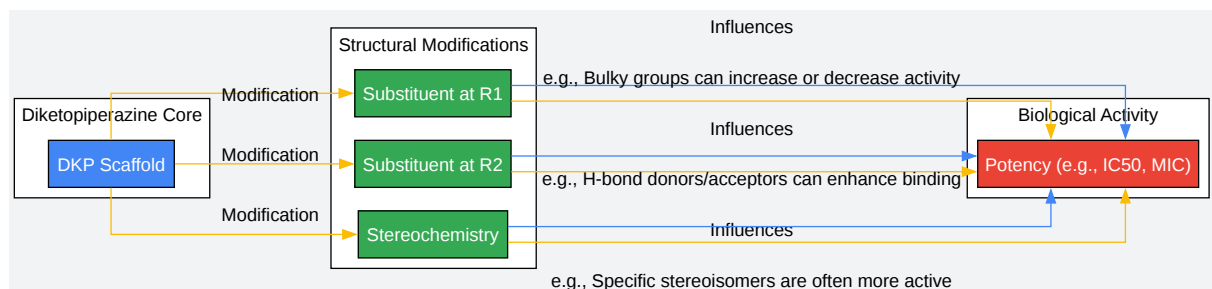 Influences
Structural Modifications
e.g., Bulky groups can increase or decrease activity
Substituent at R1
Modification
Diketopiperazine Core
Biological Activity
Influences
DKP Scaffold
Modification
Substituent at R2
Potency (e.g., IC50, MIC)
e.g., H-bond donors/acceptors can enhance binding
Modification
Stereochemistry
Influences
e.g., Specific stereoisomers are often more active